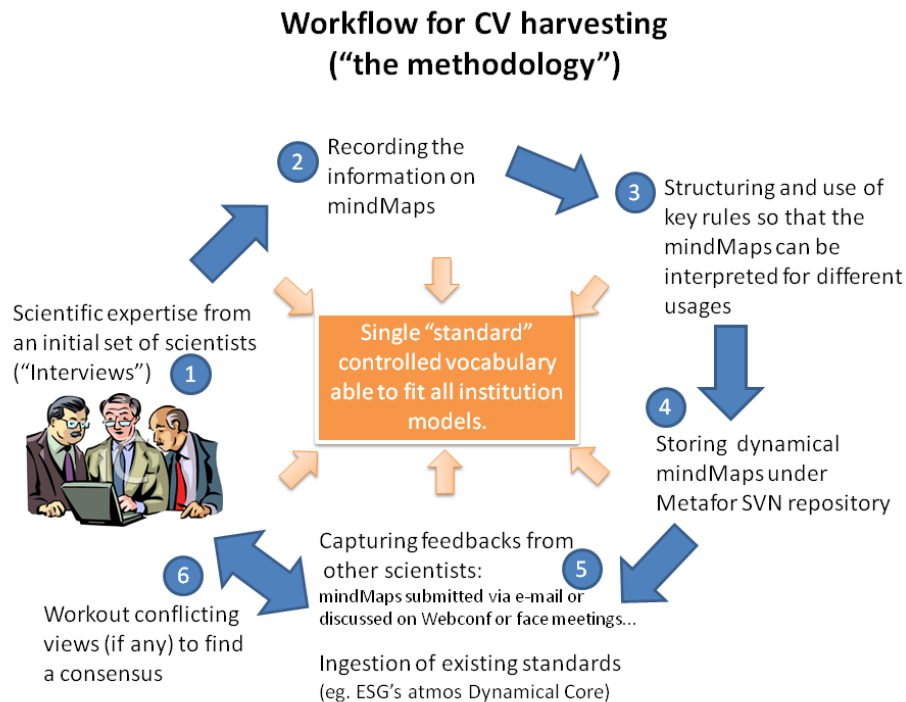 Workflow for CV harvesting
(“the methodology”)
2
Recording the
information on
mindMaps
3
Structuring and use of
key rules so that the
mindMaps can be
interpreted for different
usages
Scientific expertise from
an initial set of scientists
(“Interviews”)
1
Single “standard”
controlled vocabulary
able to fit all institution
models.
4
Storing dynamical
mindMaps under
Metafor SVN repository
Capturing feedbacks from
other scientists:
5
mindMaps submitted via e-mail or
discussed on Webconf or face meetings...
Ingestion of existing standards
(eg. ESG’s atmos Dynamical Core)
6
Workout conflicting
views (if any) to find
a consensus